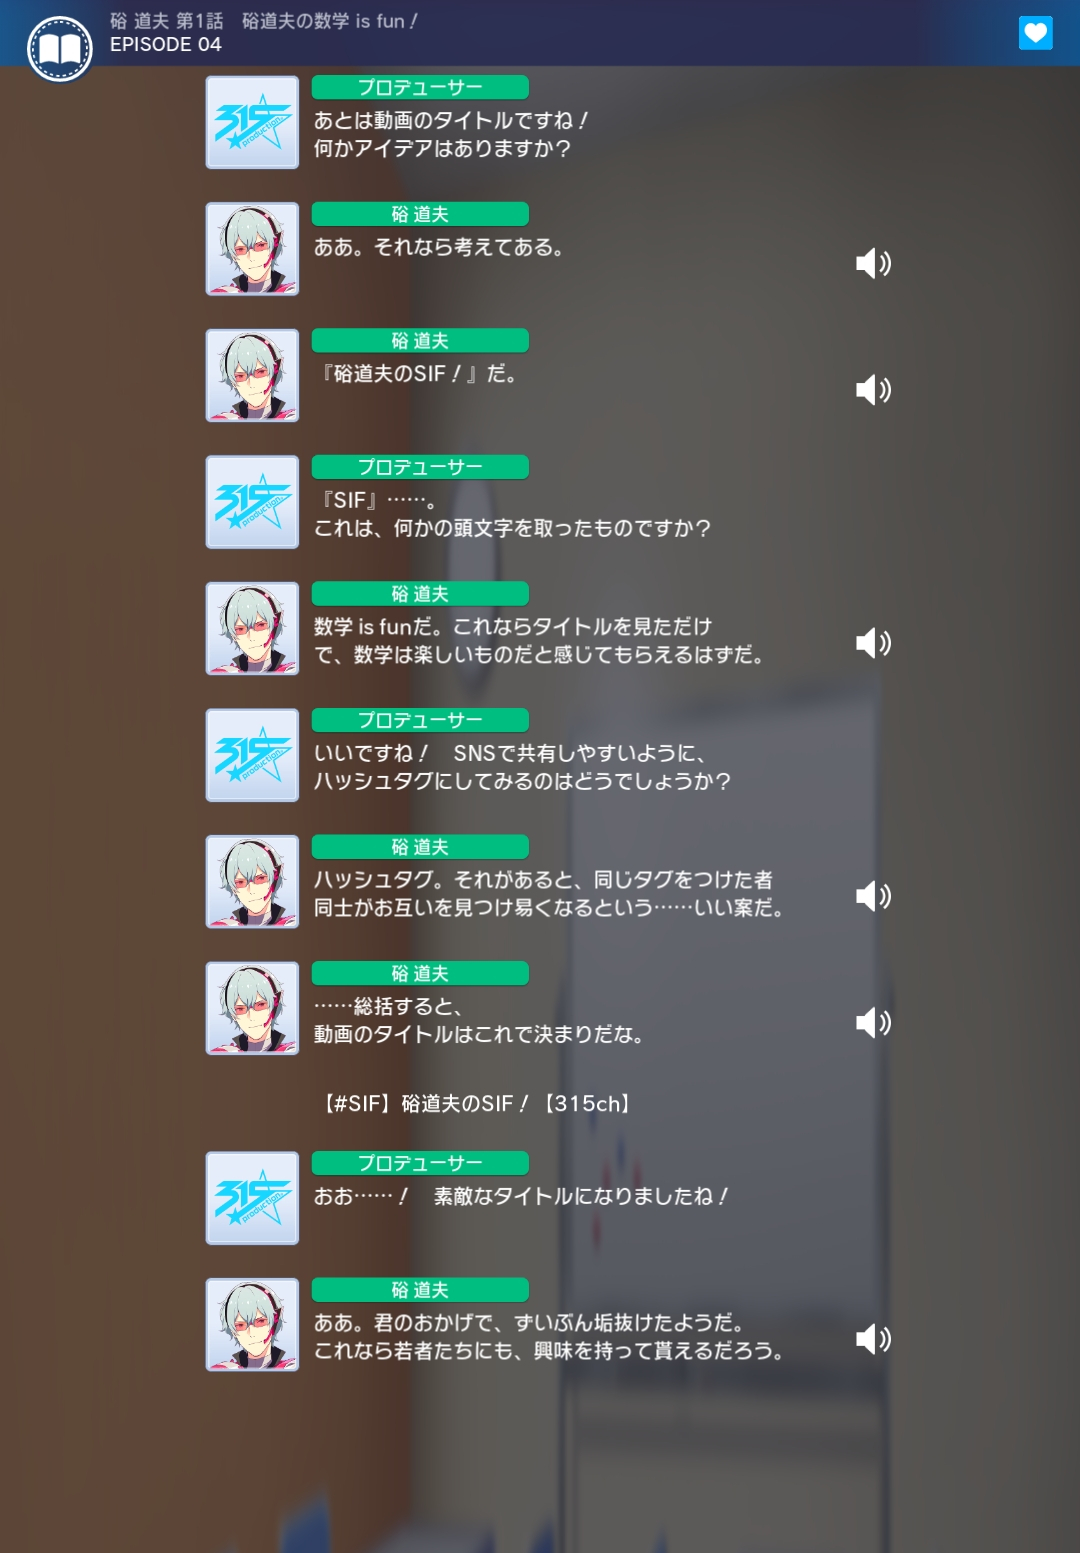 硲 道夫 第1話　硲道夫の数学 is fun！
EPISODE 04
プロデューサー
315 production
あとは動画のタイトルですね！
何かアイデアはありますか？
硲 道夫
ああ。それなら考えてある。
硲 道夫
『硲道夫のSIF！』だ。
プロデューサー
315 production
『SIF』……。
これは、何かの頭文字を取ったものですか？
硲 道夫
数学 is funだ。これならタイトルを見ただけ
で、数学は楽しいものだと感じてもらえるはずだ。
プロデューサー
315 production
いいですね！　SNSで共有しやすいように、
ハッシュタグにしてみるのはどうでしょうか？
硲 道夫
ハッシュタグ。それがあると、同じタグをつけた者
同士がお互いを見つけ易くなるという……いい案だ。
硲 道夫
……総括すると、
動画のタイトルはこれで決まりだな。
【#SIF】硲道夫のSIF！【315ch】
プロデューサー
315 production
おお……！　素敵なタイトルになりましたね！
硲 道夫
ああ。君のおかげで、ずいぶん垢抜けたようだ。
これなら若者たちにも、興味を持って貰えるだろう。